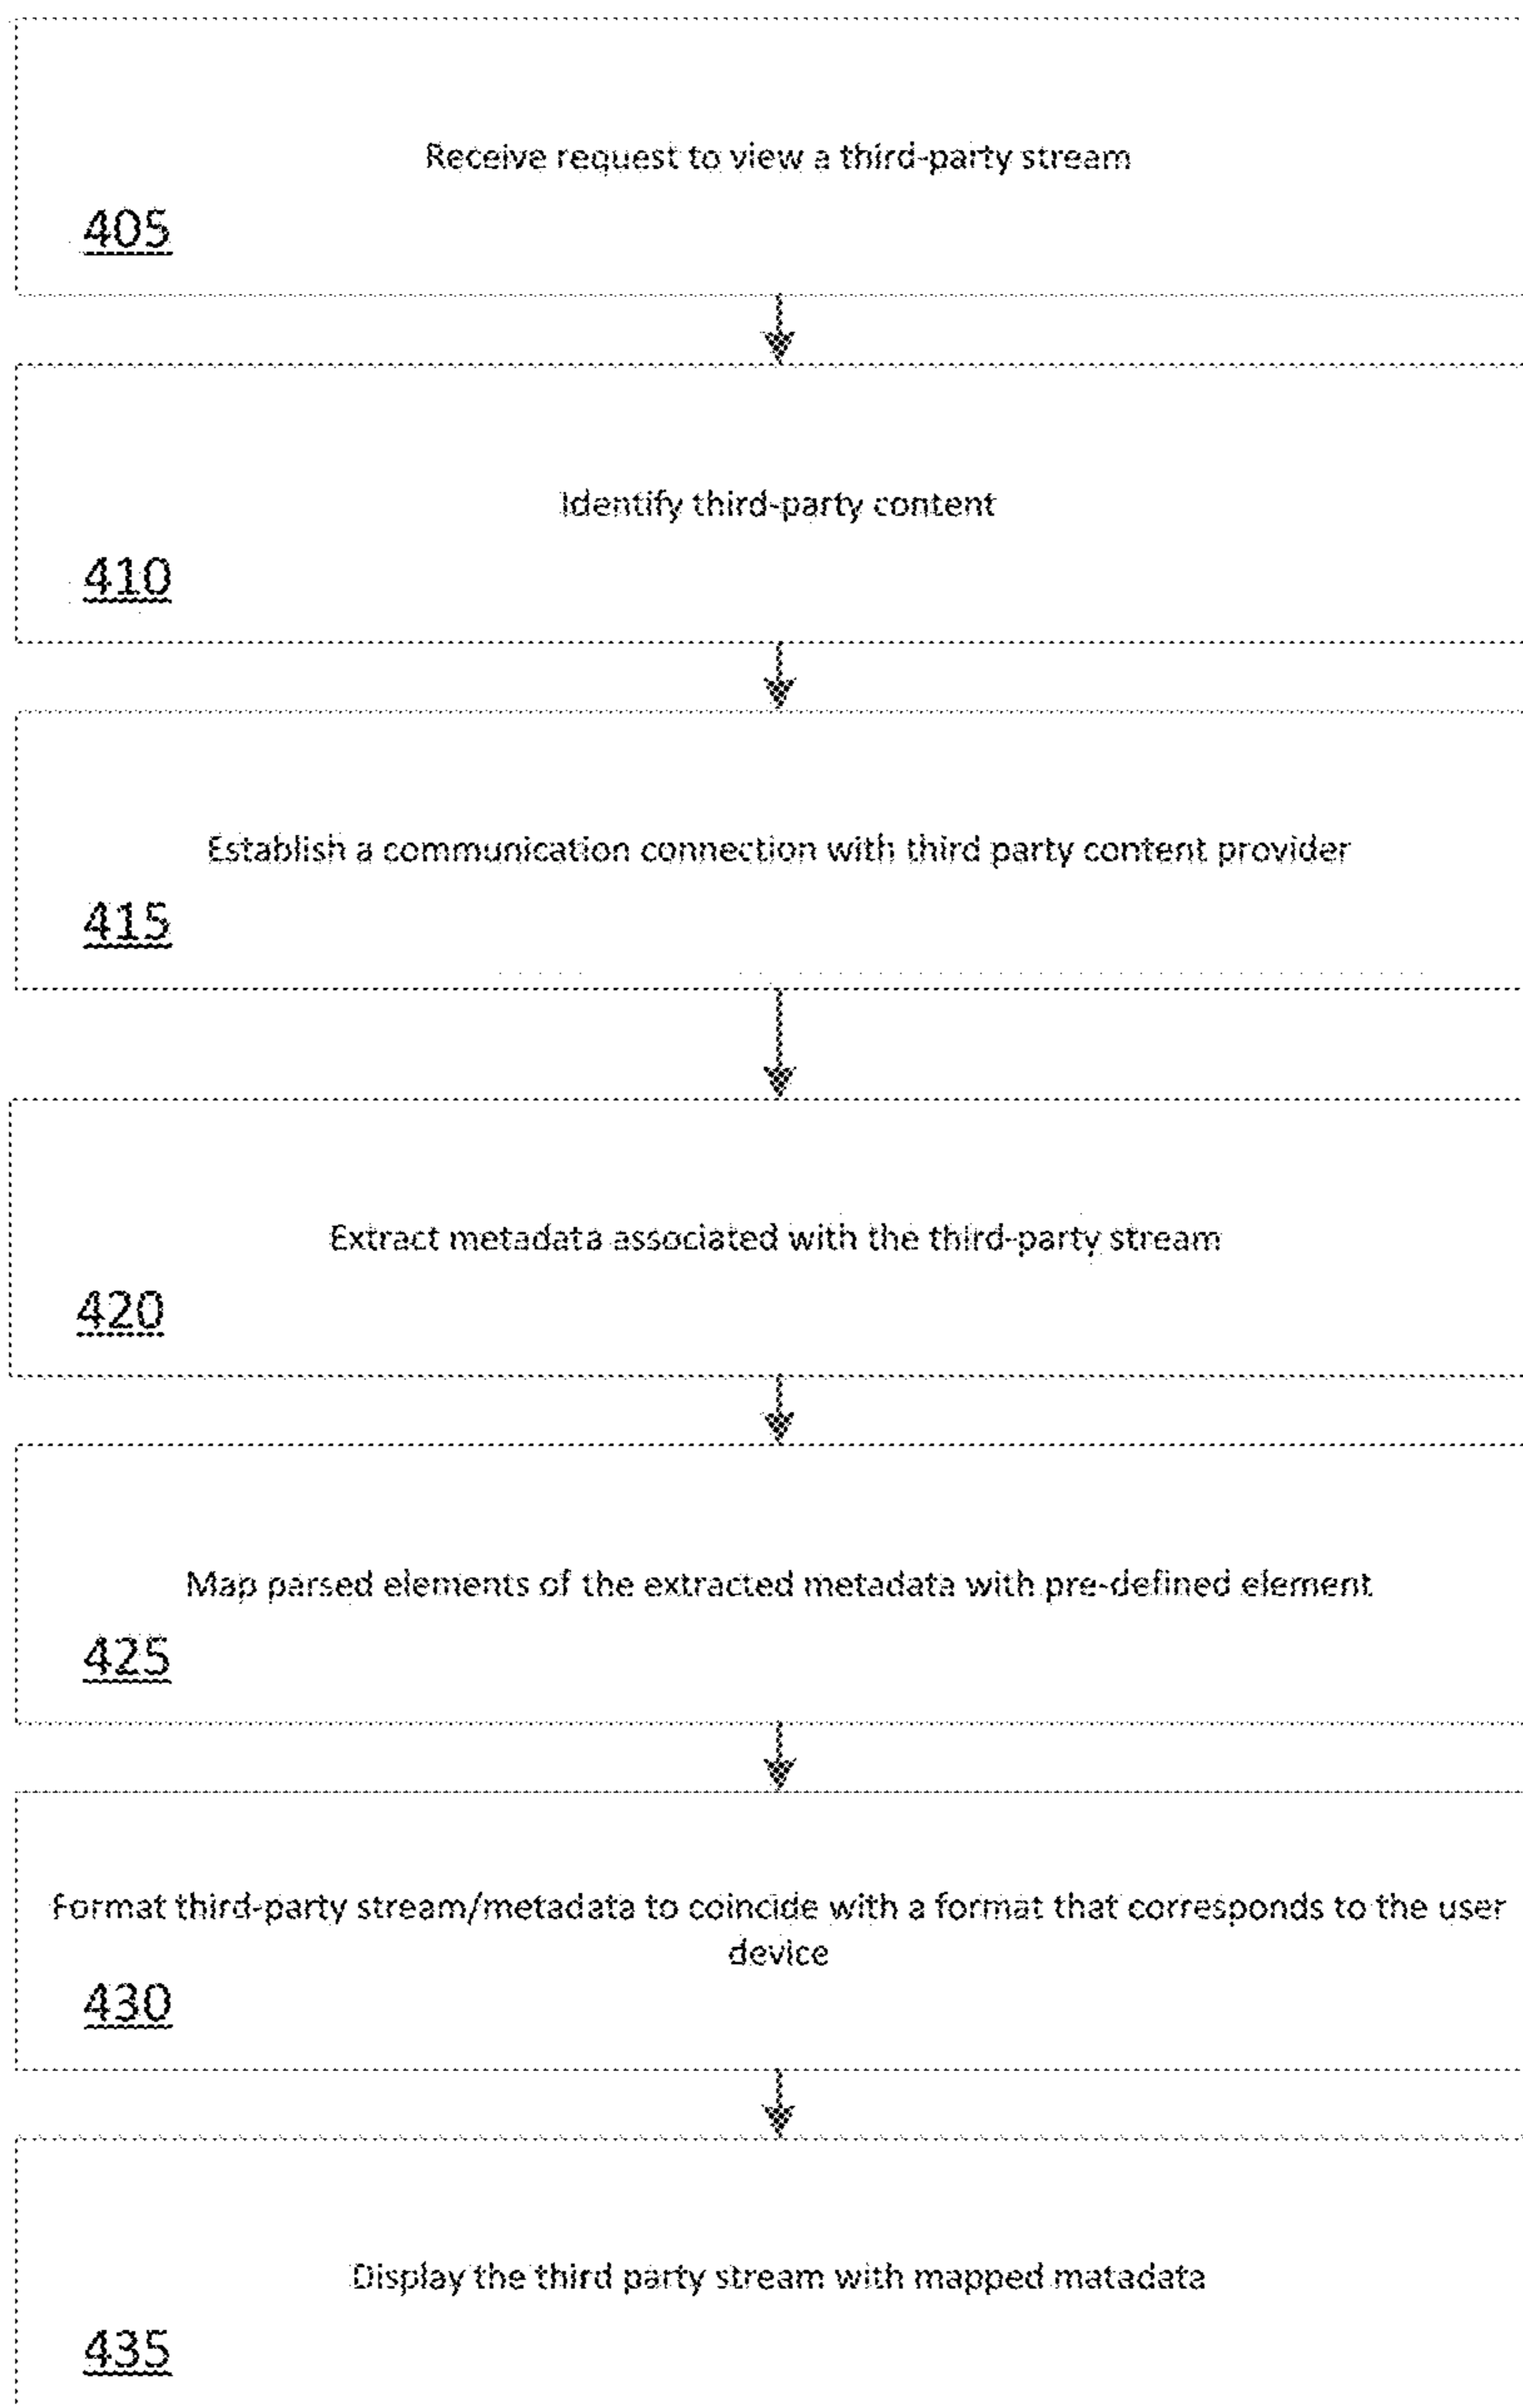 Receive request to view a third-party stream
405
Identify third-party content
410
Establish a communication connection with third party content provider
415
Extract metadata associated with the third-party stream
420
Map parsed elements of the extracted metadata with pre-defined element
425
Format third-party stream/metadata to coincide with a format that corresponds to the user
device
430
Display the third party stream with mapped matadata
435